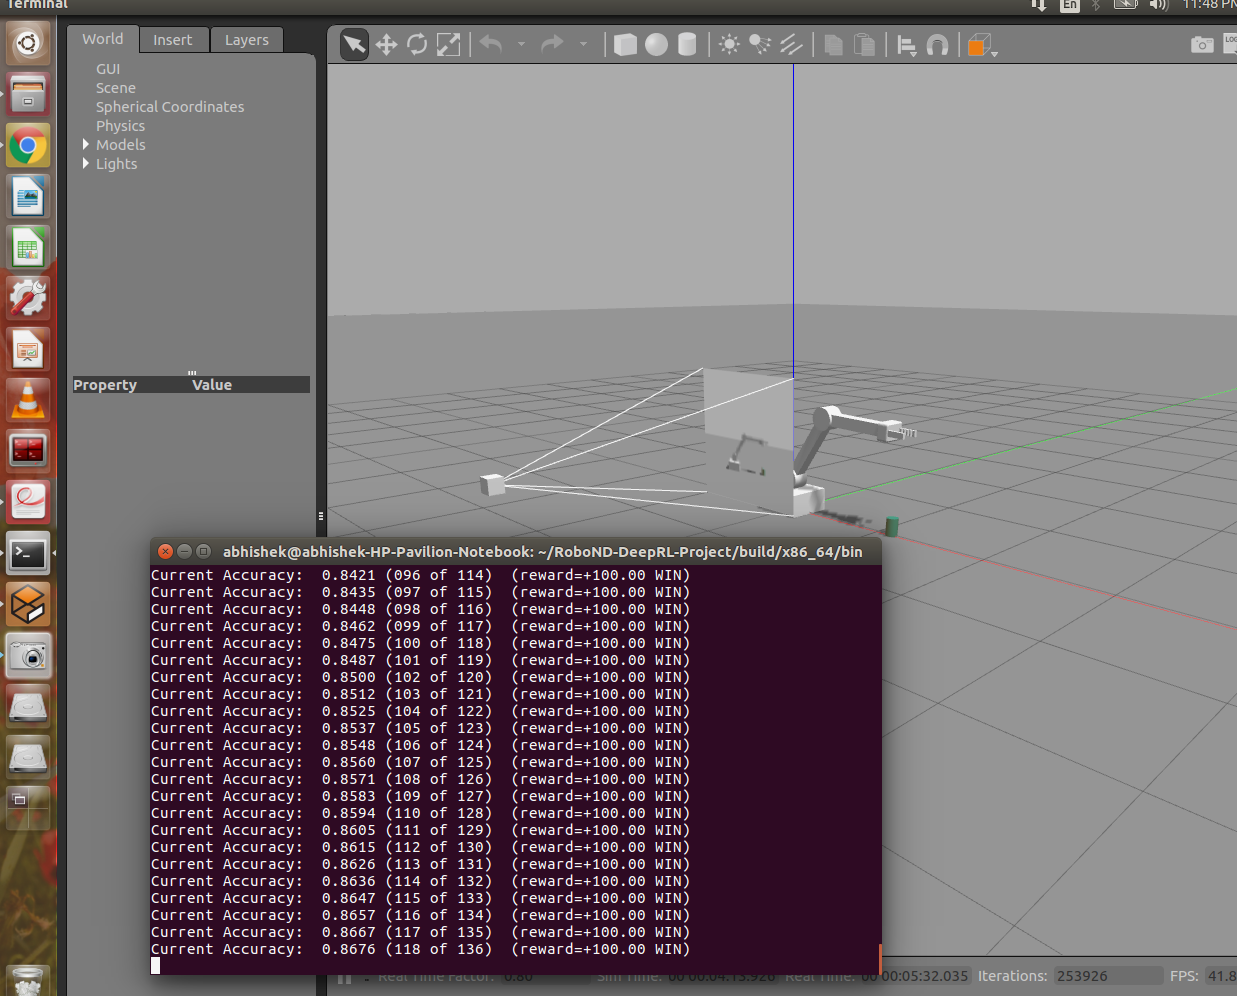 Terminal
En
11:48 PM
World
Insert
Layers
GUI
Scene
Spherical Coordinates
Physics
Models
Lights
Property Value
LOG
abhishek@abhishek-HP-Pavilion-Notebook: ~/RoboND-DeepRL-Project/build/x86_64/bin
Current Accuracy: 0.8421 (096 of 114) (reward=+100.00 WIN)
Current Accuracy: 0.8435 (097 of 115) (reward=+100.00 WIN)
Current Accuracy: 0.8448 (098 of 116) (reward=+100.00 WIN)
Current Accuracy: 0.8462 (099 of 117) (reward=+100.00 WIN)
Current Accuracy: 0.8475 (100 of 118) (reward=+100.00 WIN)
Current Accuracy: 0.8487 (101 of 119) (reward=+100.00 WIN)
Current Accuracy: 0.8500 (102 of 120) (reward=+100.00 WIN)
Current Accuracy: 0.8512 (103 of 121) (reward=+100.00 WIN)
Current Accuracy: 0.8525 (104 of 122) (reward=+100.00 WIN)
Current Accuracy: 0.8537 (105 of 123) (reward=+100.00 WIN)
Current Accuracy: 0.8548 (106 of 124) (reward=+100.00 WIN)
Current Accuracy: 0.8560 (107 of 125) (reward=+100.00 WIN)
Current Accuracy: 0.8571 (108 of 126) (reward=+100.00 WIN)
Current Accuracy: 0.8583 (109 of 127) (reward=+100.00 WIN)
Current Accuracy: 0.8594 (110 of 128) (reward=+100.00 WIN)
Current Accuracy: 0.8605 (111 of 129) (reward=+100.00 WIN)
Current Accuracy: 0.8615 (112 of 130) (reward=+100.00 WIN)
Current Accuracy: 0.8626 (113 of 131) (reward=+100.00 WIN)
Current Accuracy: 0.8636 (114 of 132) (reward=+100.00 WIN)
Current Accuracy: 0.8647 (115 of 133) (reward=+100.00 WIN)
Current Accuracy: 0.8657 (116 of 134) (reward=+100.00 WIN)
Current Accuracy: 0.8667 (117 of 135) (reward=+100.00 WIN)
Current Accuracy: 0.8676 (118 of 136) (reward=+100.00 WIN)
Real Time Factor: 0.80 Sim Time: Real Time: 00:00:05:32.035 Iterations: 253926 FPS: 41.8